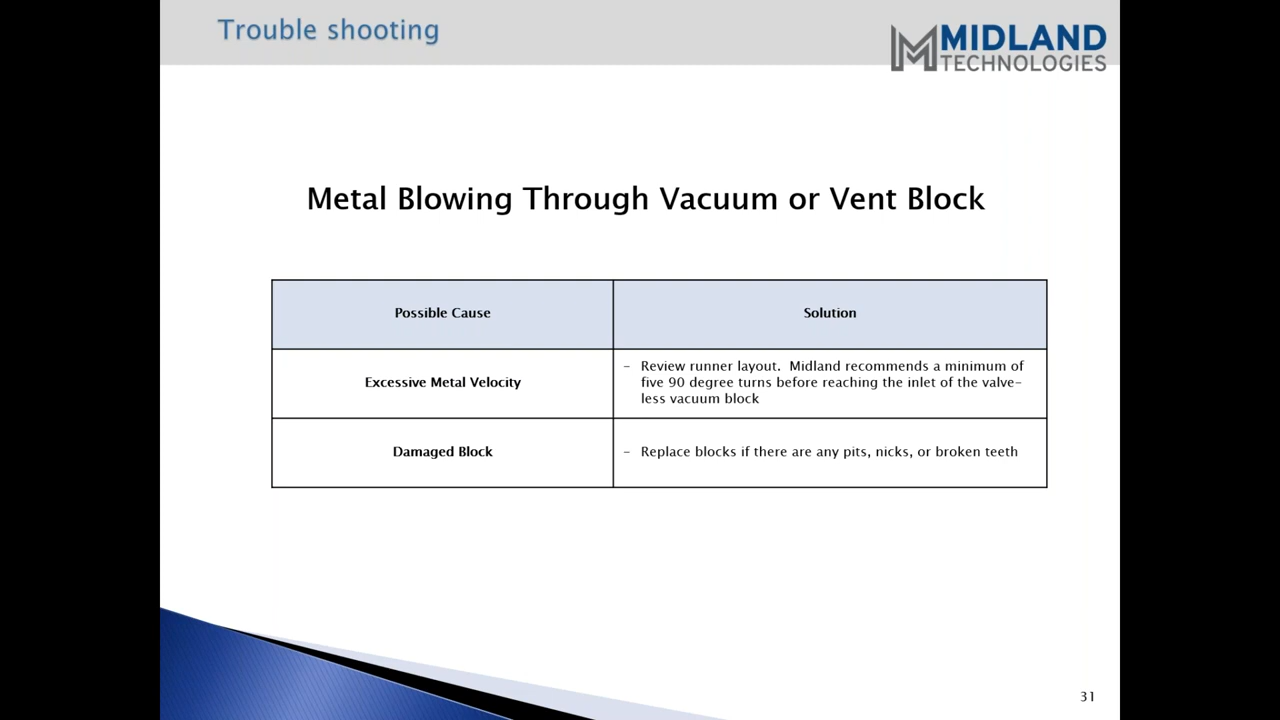 Trouble shooting
MIDLAND
TECHNOLOGIES
Metal Blowing Through Vacuum or Vent Block
Possible Cause
Solution
Excessive Metal Velocity
– Review runner layout.  Midland recommends a minimum of
five 90 degree turns before reaching the inlet of the valve-
less vacuum block
Damaged Block
– Replace blocks if there are any pits, nicks, or broken teeth
31